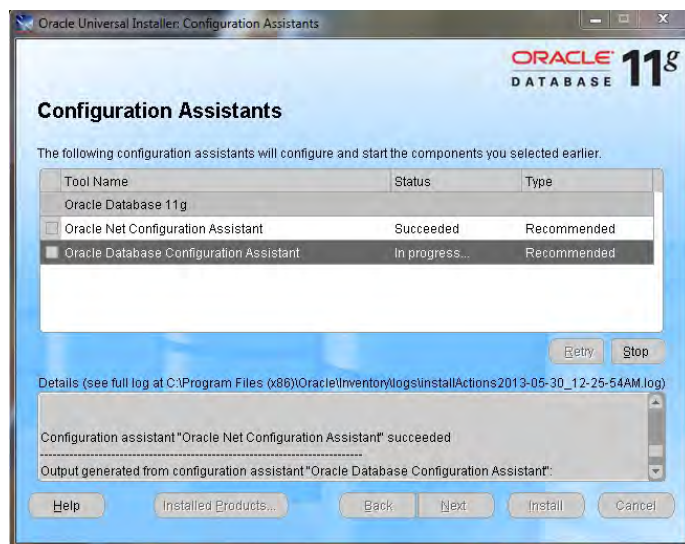 Oracle Universal Installer: Configuration Assistants
ORACLE
DATABASE 11g
Configuration Assistants
The following configuration assistants will configure and start the components you selected earlier.
Tool Name Status Type
Oracle Database 11g
Oracle Net Configuration Assistant Succeeded Recommended
Oracle Database Configuration Assistant In progress... Recommended
Retry Stop
Details (see full log at C:\Program Files (x86)\Oracle\Inventory\logs\installActions2013-05-30_12-25-54AM.log)
Configuration assistant "Oracle Net Configuration Assistant" succeeded
-----------------------------------------------------------------------------
Output generated from configuration assistant "Oracle Database Configuration Assistant":
Help Installed Products... Back Next Install Cancel